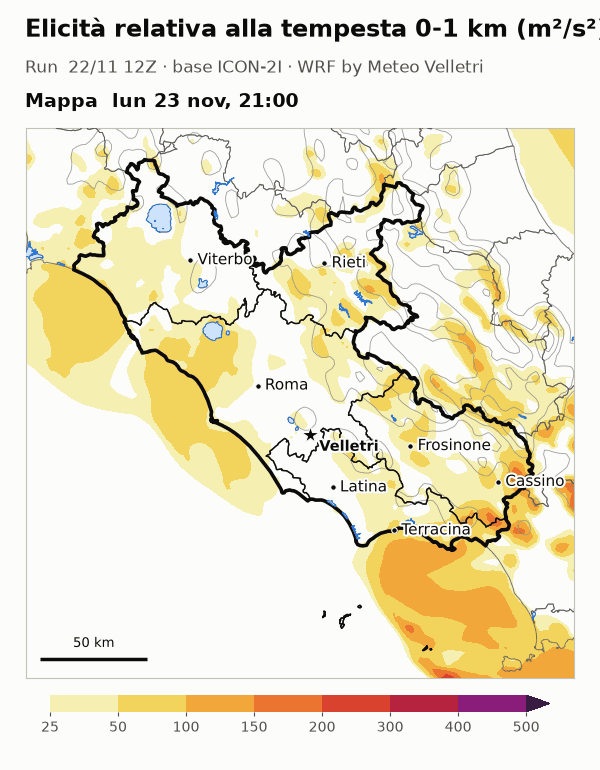 Elicità relativa alla tempesta 0-1 km (m²/s²)
Run 22/11 12Z · base ICON-2I · WRF by Meteo Velletri
Mappa lun 23 nov, 21:00
Viterbo
Rieti
Roma
Velletri
Frosinone
Cassino
Latina
Terracina
50 km
25 50 100 150 200 300 400 500